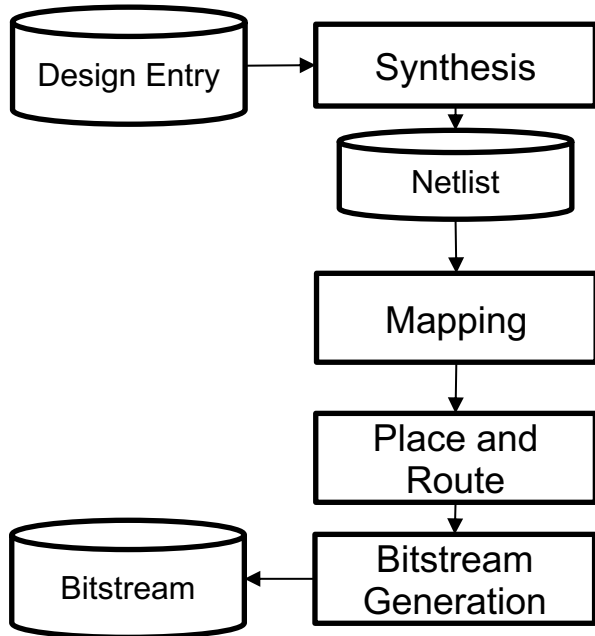 Design Entry
Synthesis
Netlist
Mapping
Place and
Route
Bitstream
Generation
Bitstream